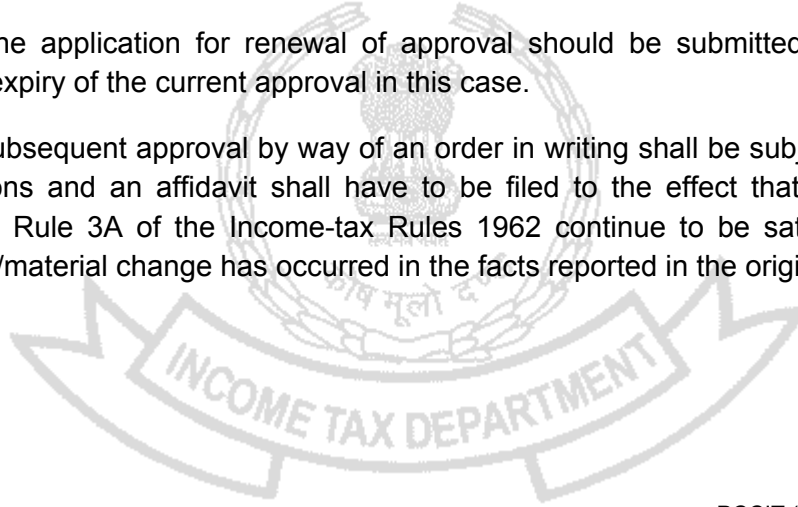 he application for renewal of approval should be submitted
expiry of the current approval in this case.
ubsequent approval by way of an order in writing shall be sub
ons and an affidavit shall have to be filed to the effect that
Rule 3A of the Income-tax Rules 1962 continue to be sat
/material change has occurred in the facts reported in the origi
कोष मूलो दण्डः
INCOME TAX DEPARTMENT